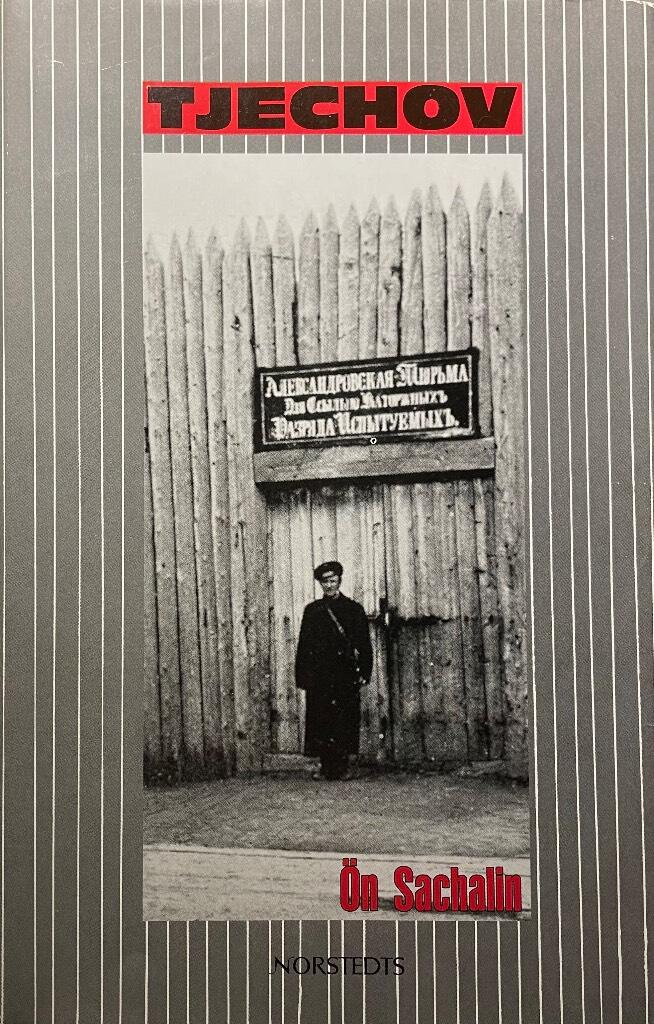 TJECHOV
АЛЕКСАНДРОВСКАЯ ТЮРЬМА
Для Ссыльно Каторжныхъ
РАЗРЯДА ИСПЫТУЕМЫХЪ.
Ön Sachalin
NORSTEDTS